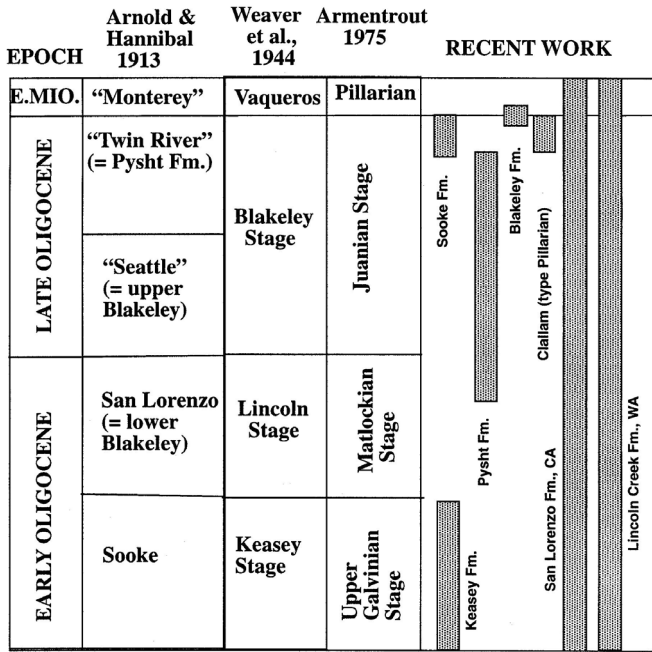 EPOCH
Arnold &
Hannibal
1913
Weaver
et al.,
1944
Armentrout
1975
RECENT WORK
E.MIO.
“Monterey”
Vaqueros
Pillarian
LATE OLIGOCENE
“Twin River”
(= Pysht Fm.)
“Seattle”
(= upper
Blakeley)
Blakeley
Stage
Juanian Stage
EARLY OLIGOCENE
San Lorenzo
(= lower
Blakeley)
Lincoln
Stage
Matlockian
Stage
Sooke
Keasey
Stage
Upper
Galvinian
Stage
Sooke Fm.
Keasey Fm.
Pysht Fm.
Blakeley Fm.
Clallam (type Pillarian)
San Lorenzo Fm., CA
Lincoln Creek Fm., WA